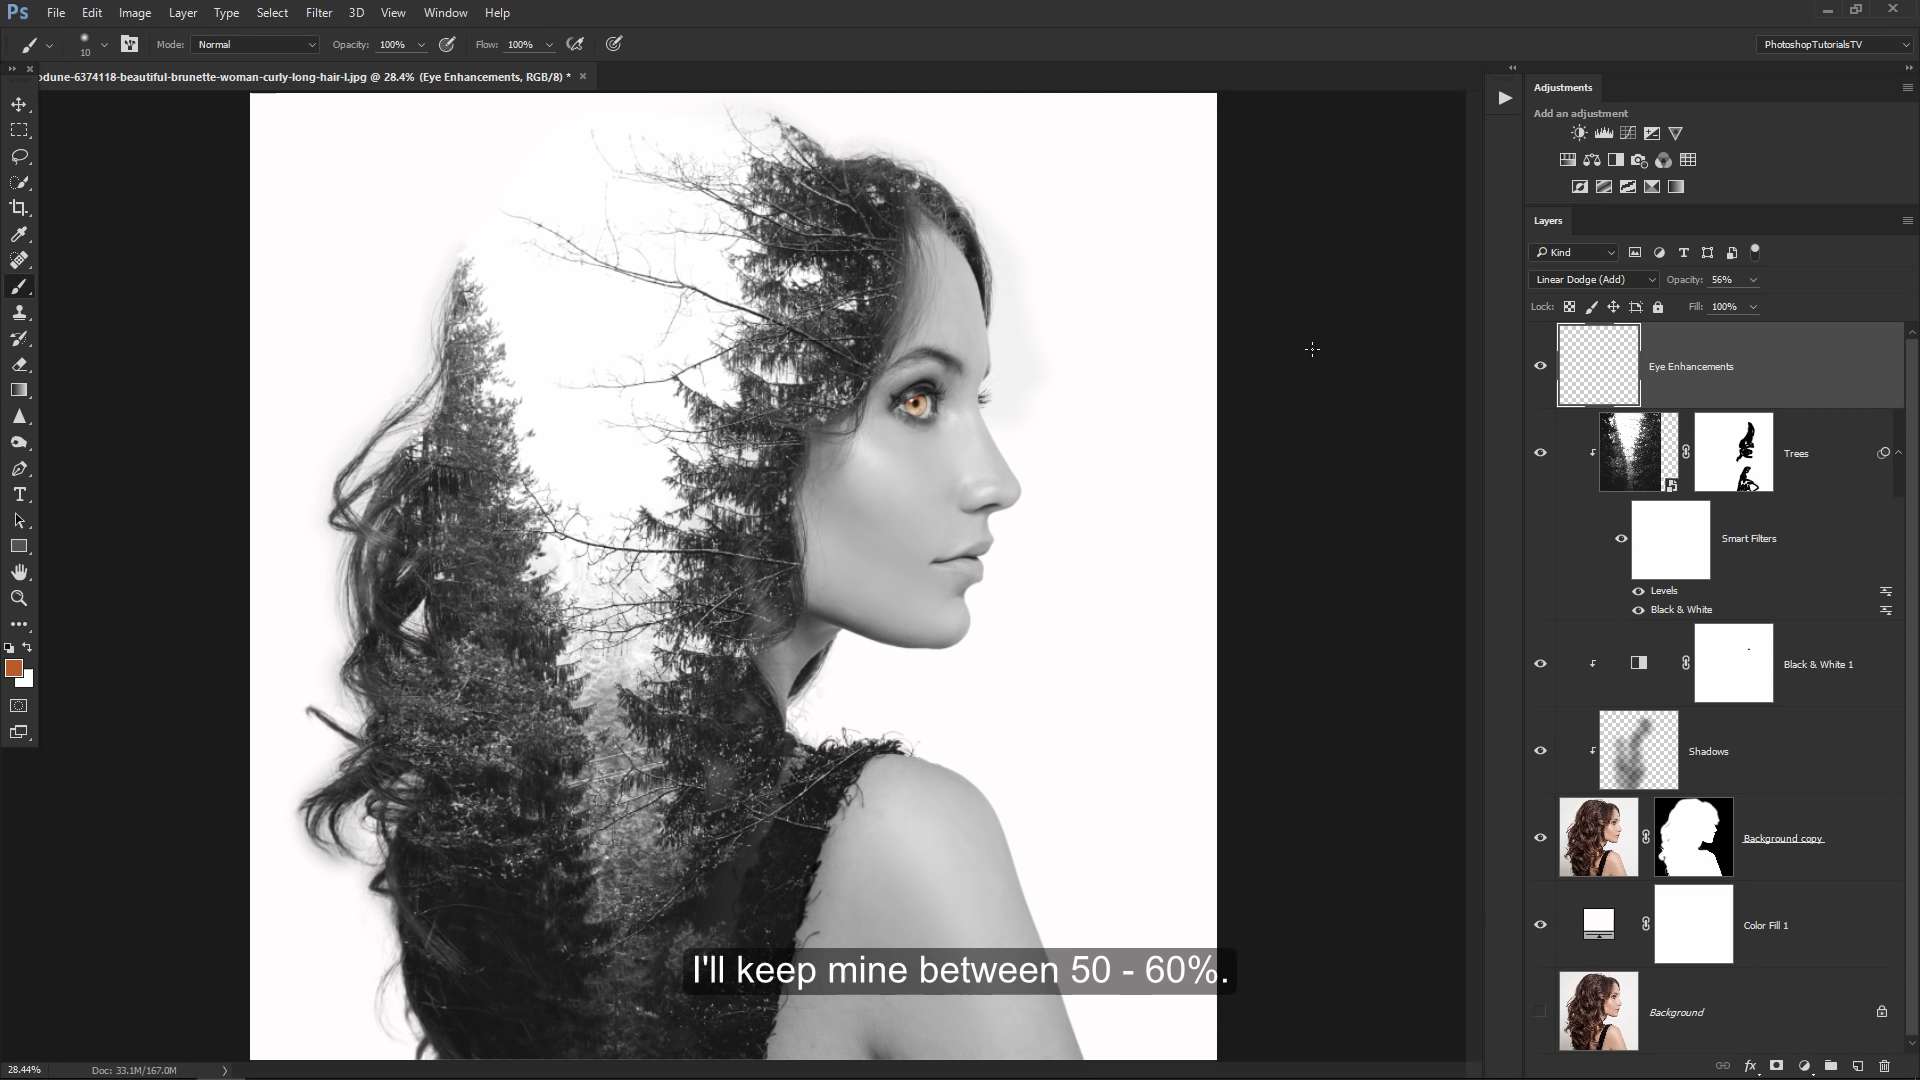 Ps File Edit Image Layer Type Select Filter 3D View Window Help
10 Mode: Normal Opacity: 100% Flow: 100% PhotoshopTutorialsTV
odune-6374118-beautiful-brunette-woman-curly-long-hair-l.jpg @ 28.4% (Eye Enhancements, RGB/8) *
Adjustments
Add an adjustment
Layers
Kind
Linear Dodge (Add) Opacity: 56%
Lock: Fill: 100%
Eye Enhancements
Trees
Smart Filters
Levels
Black & White
Black & White 1
Shadows
Background copy
Color Fill 1
I'll keep mine between 50 - 60%.
Background
28.44% Doc: 33.1M/167.0M
fx